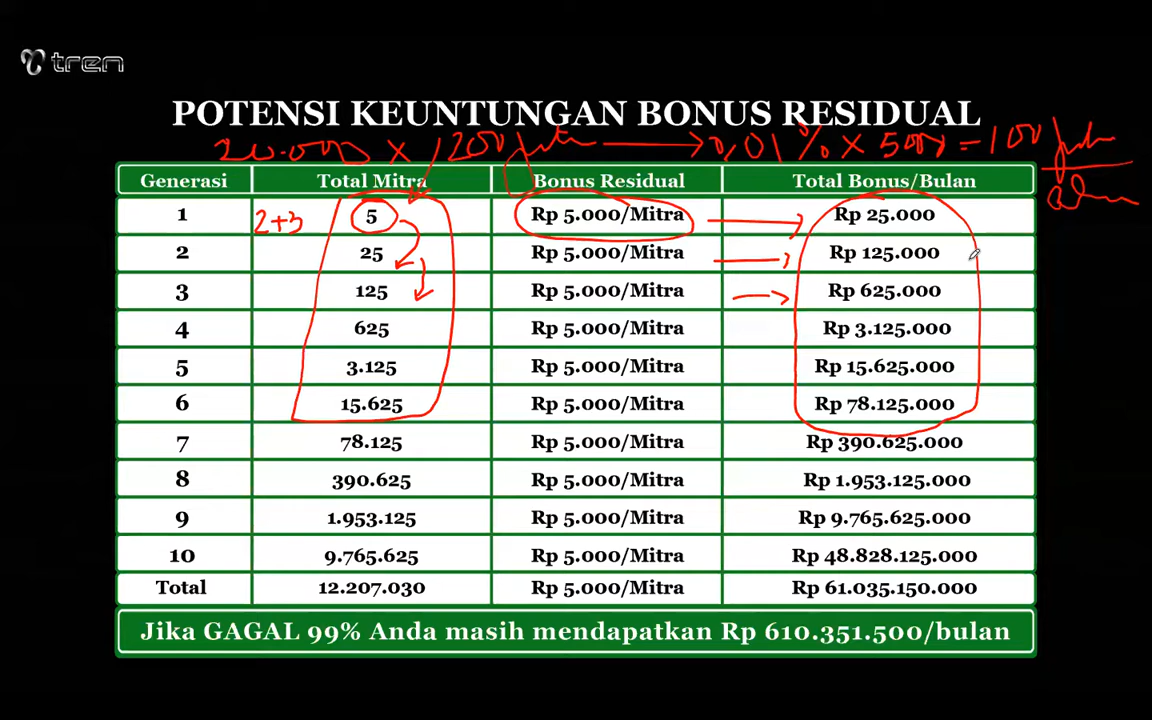 tren
POTENSI KEUNTUNGAN BONUS RESIDUAL
20.000 x 1200 → 0,01% x 500 = 100
Generasi Total Mitra Bonus Residual Total Bonus/Bulan
1 2+3 5 Rp 5.000/Mitra Rp 25.000
2 25 Rp 5.000/Mitra Rp 125.000
3 125 Rp 5.000/Mitra Rp 625.000
4 625 Rp 5.000/Mitra Rp 3.125.000
5 3.125 Rp 5.000/Mitra Rp 15.625.000
6 15.625 Rp 5.000/Mitra Rp 78.125.000
7 78.125 Rp 5.000/Mitra Rp 390.625.000
8 390.625 Rp 5.000/Mitra Rp 1.953.125.000
9 1.953.125 Rp 5.000/Mitra Rp 9.765.625.000
10 9.765.625 Rp 5.000/Mitra Rp 48.828.125.000
Total 12.207.030 Rp 5.000/Mitra Rp 61.035.150.000
Jika GAGAL 99% Anda masih mendapatkan Rp 610.351.500/bulan